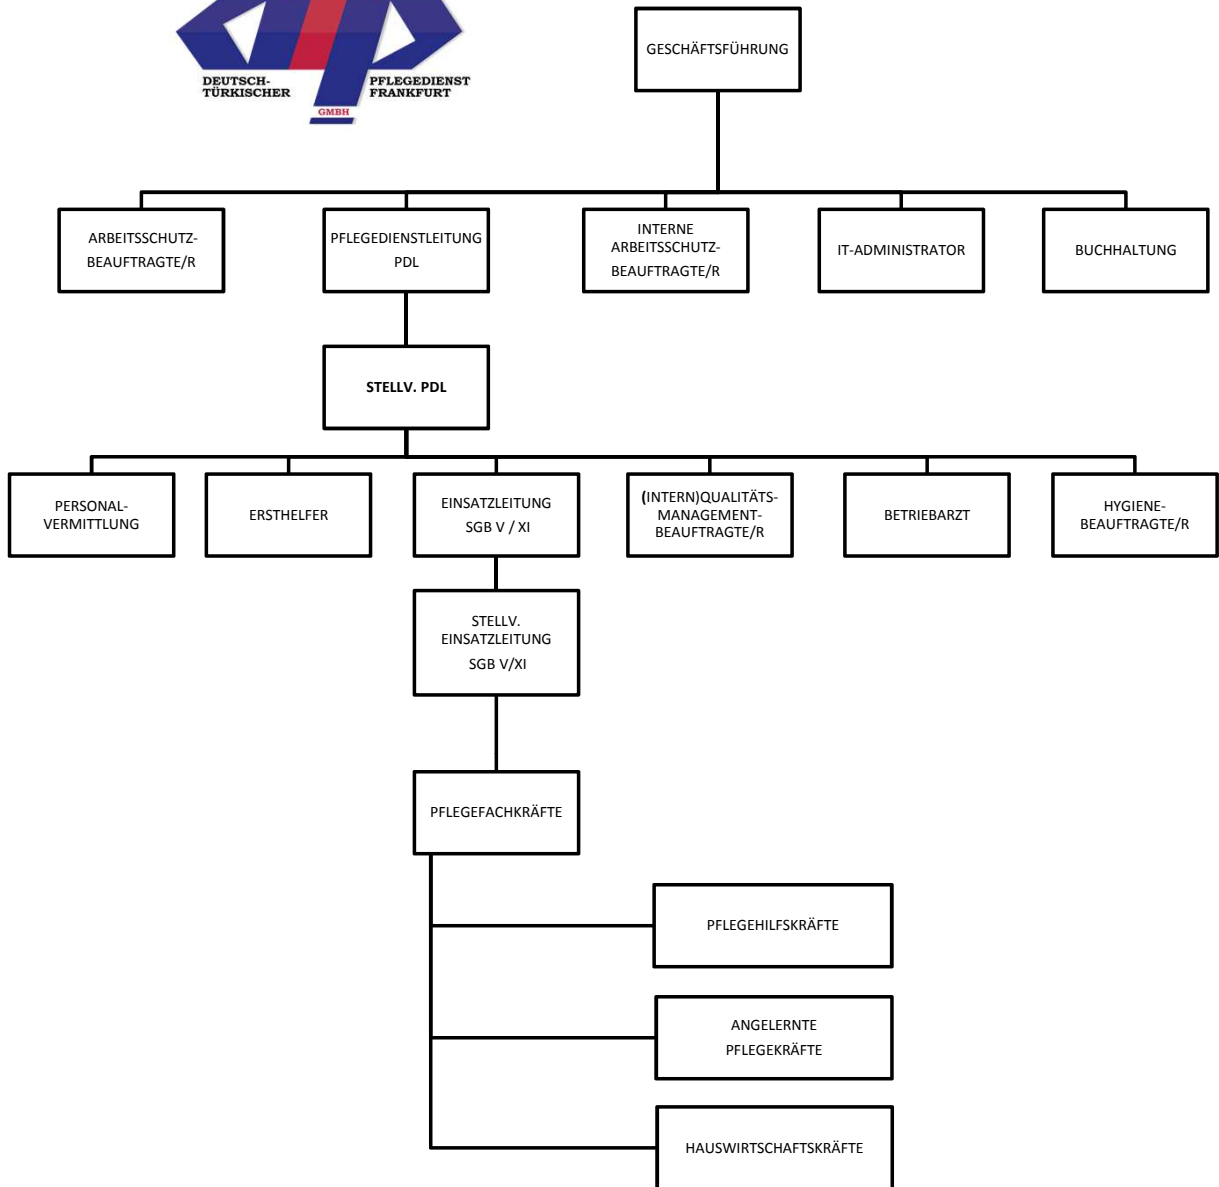 DEUTSCH-
TÜRKISCHER
PFLEGEDIENST
FRANKFURT
GMBH
GESCHÄFTSFÜHRUNG
ARBEITSSCHUTZ-
BEAUFTRAGTE/R
PFLEGEDIENSTLEITUNG
PDL
INTERNE
ARBEITSSCHUTZ-
BEAUFTRAGTE/R
IT-ADMINISTRATOR
BUCHHALTUNG
STELLV. PDL
PERSONAL-
VERMITTLUNG
ERSTHELFER
EINSATZLEITUNG
SGB V / XI
(INTERN)QUALITÄTS-
MANAGEMENT-
BEAUFTRAGTE/R
BETRIEBARZT
HYGIENE-
BEAUFTRAGTE/R
STELLV.
EINSATZLEITUNG
SGB V/XI
PFLEGEFACHKRÄFTE
PFLEGEHILFSKRÄFTE
ANGELERNTE
PFLEGEKRÄFTE
HAUSWIRTSCHAFTSKRÄFTE